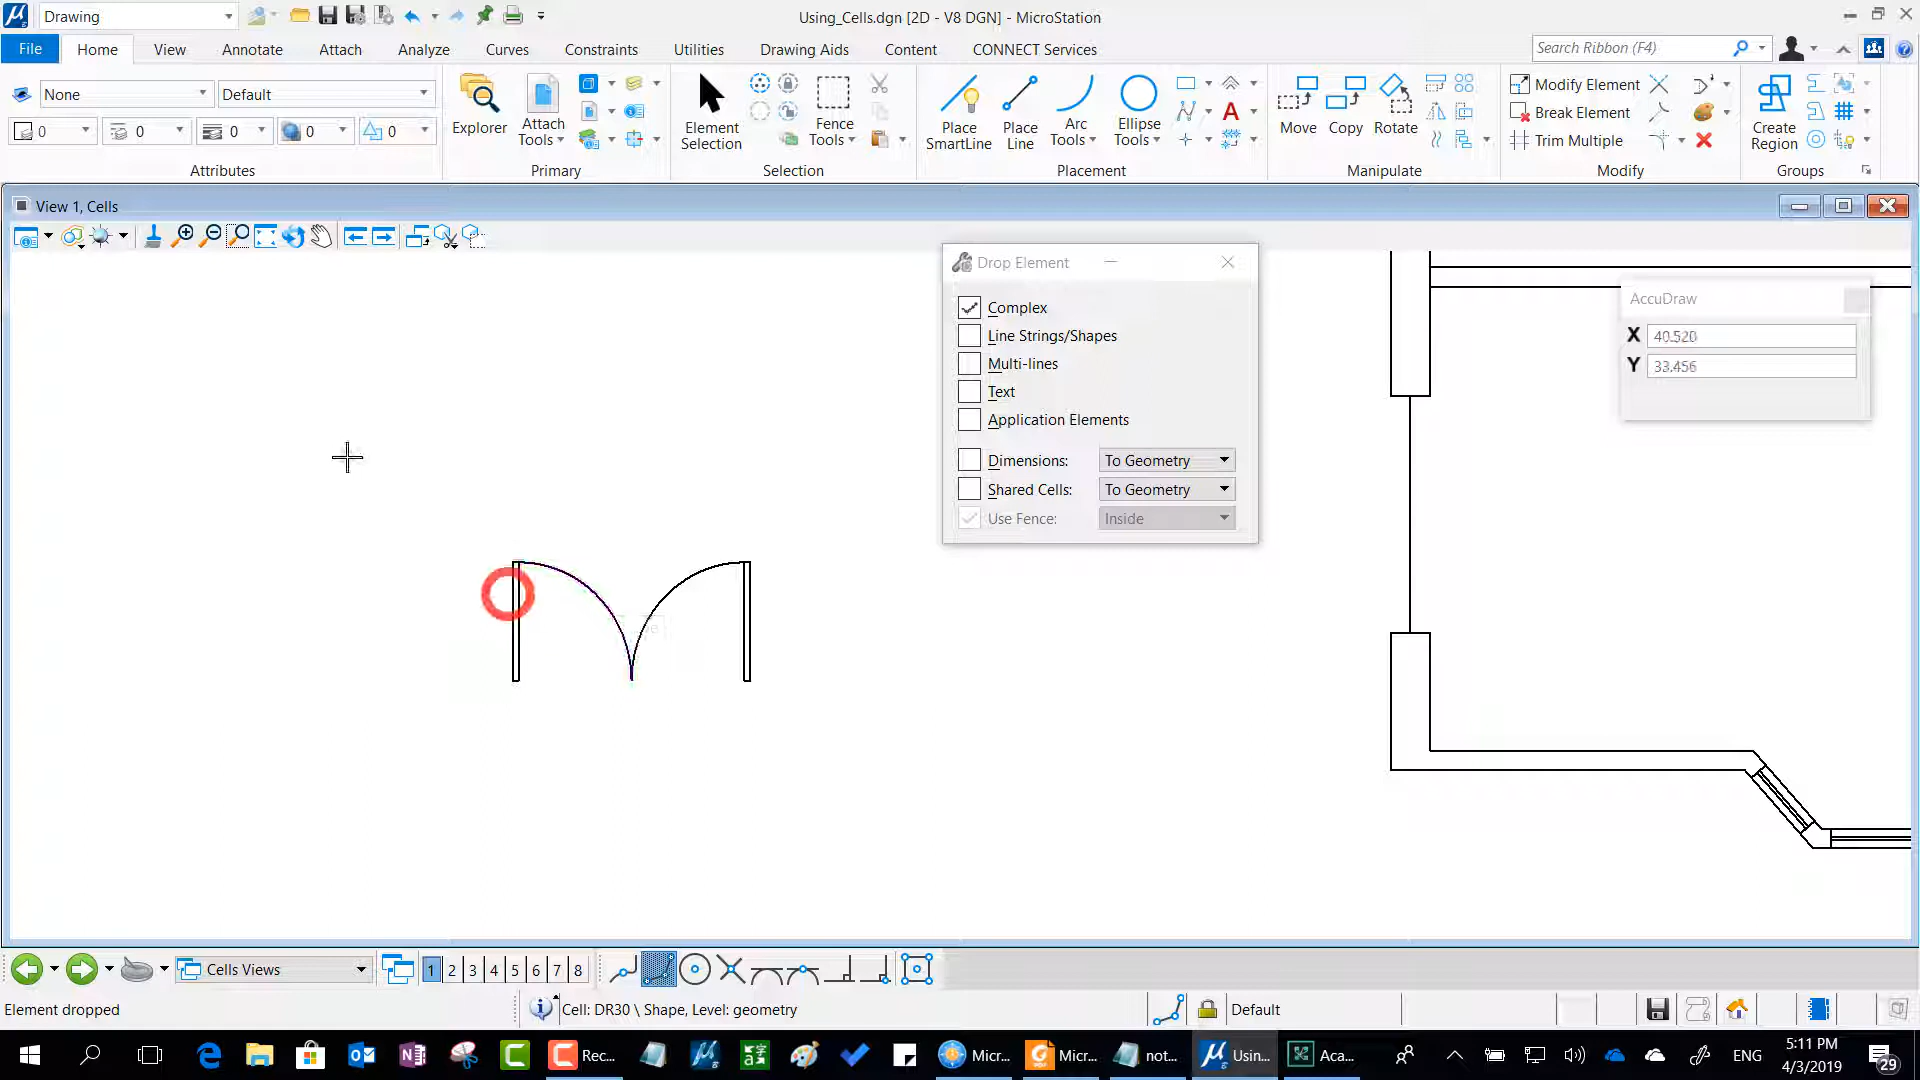 Drawing
Using_Cells.dgn [2D - V8 DGN] - MicroStation
File
Home
View
Annotate
Attach
Analyze
Curves
Constraints
Utilities
Drawing Aids
Content
CONNECT Services
Search Ribbon (F4)
None
Default
0
0
0
0
0
Attributes
Explorer
Attach
Tools
Primary
Element
Selection
Fence
Tools
Selection
Place
SmartLine
Place
Line
Arc
Tools
Ellipse
Tools
Placement
Move
Copy
Rotate
Manipulate
Modify Element
Break Element
Trim Multiple
Modify
Create
Region
Groups
View 1, Cells
Drop Element
Complex
Line Strings/Shapes
Multi-lines
Text
Application Elements
Dimensions:
To Geometry
Shared Cells:
To Geometry
Use Fence:
Inside
AccuDraw
X
40.520
Y
33.456
Cells Views
1
2
3
4
5
6
7
8
Element dropped
Cell: DR30 \ Shape, Level: geometry
Default
Rec...
Micr...
Micr...
not...
Usin...
Aca...
ENG
5:11 PM
4/3/2019
29